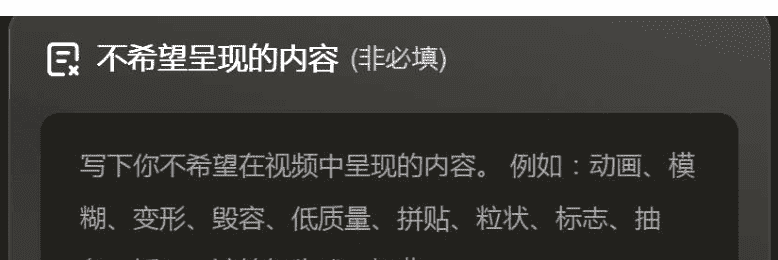 不希望呈现的内容 (非必填)
写下你不希望在视频中呈现的内容。 例如：动画、模
糊、变形、毁容、低质量、拼贴、粒状、标志、抽